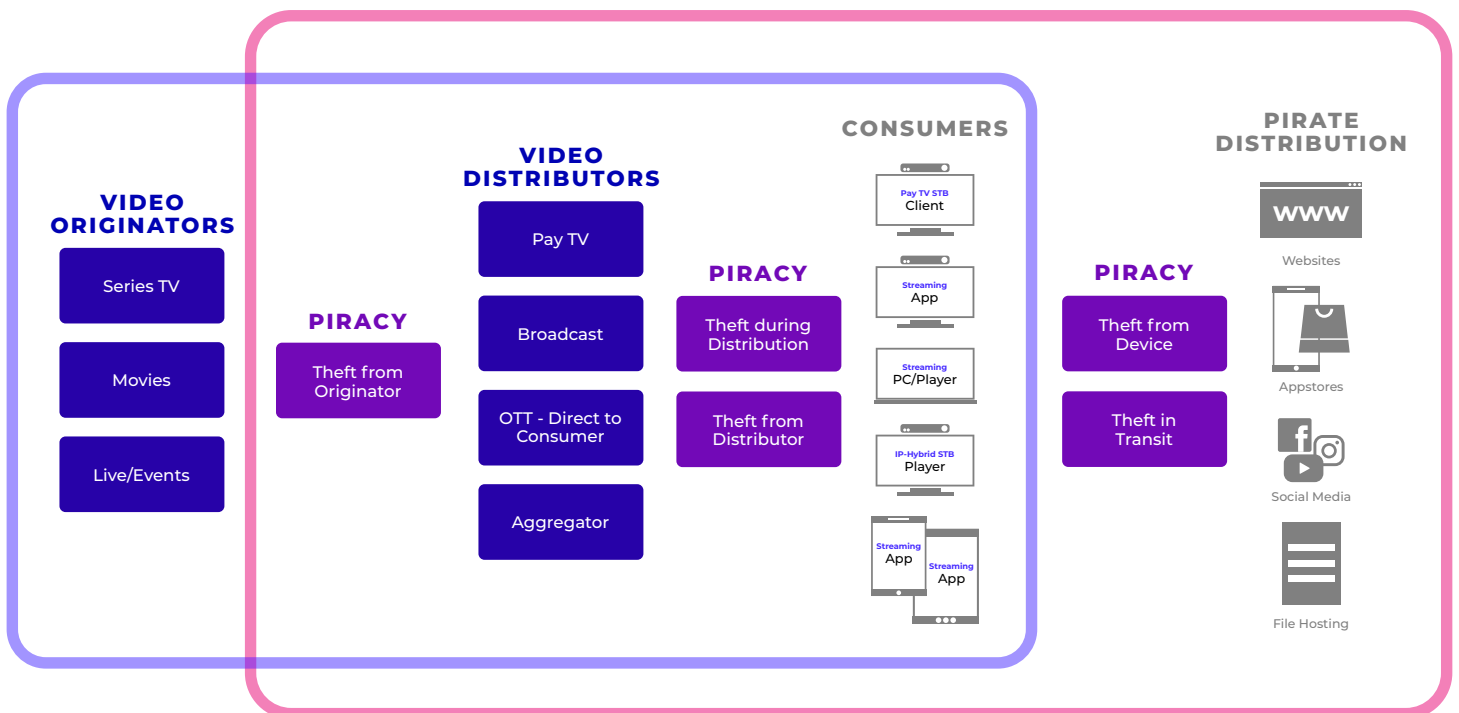 VIDEO
ORIGINATORS
Series TV
Movies
Live/Events
PIRACY
Theft from
Originator
VIDEO
DISTRIBUTORS
Pay TV
Broadcast
OTT - Direct to
Consumer
Aggregator
PIRACY
Theft during
Distribution
Theft from
Distributor
CONSUMERS
Pay TV STB
Client
Streaming
App
Streaming
PC/Player
IP-Hybrid STB
Player
Streaming
App
Streaming
App
PIRACY
Theft from
Device
Theft in
Transit
PIRATE
DISTRIBUTION
WWW
Websites
Appstores
Social Media
File Hosting